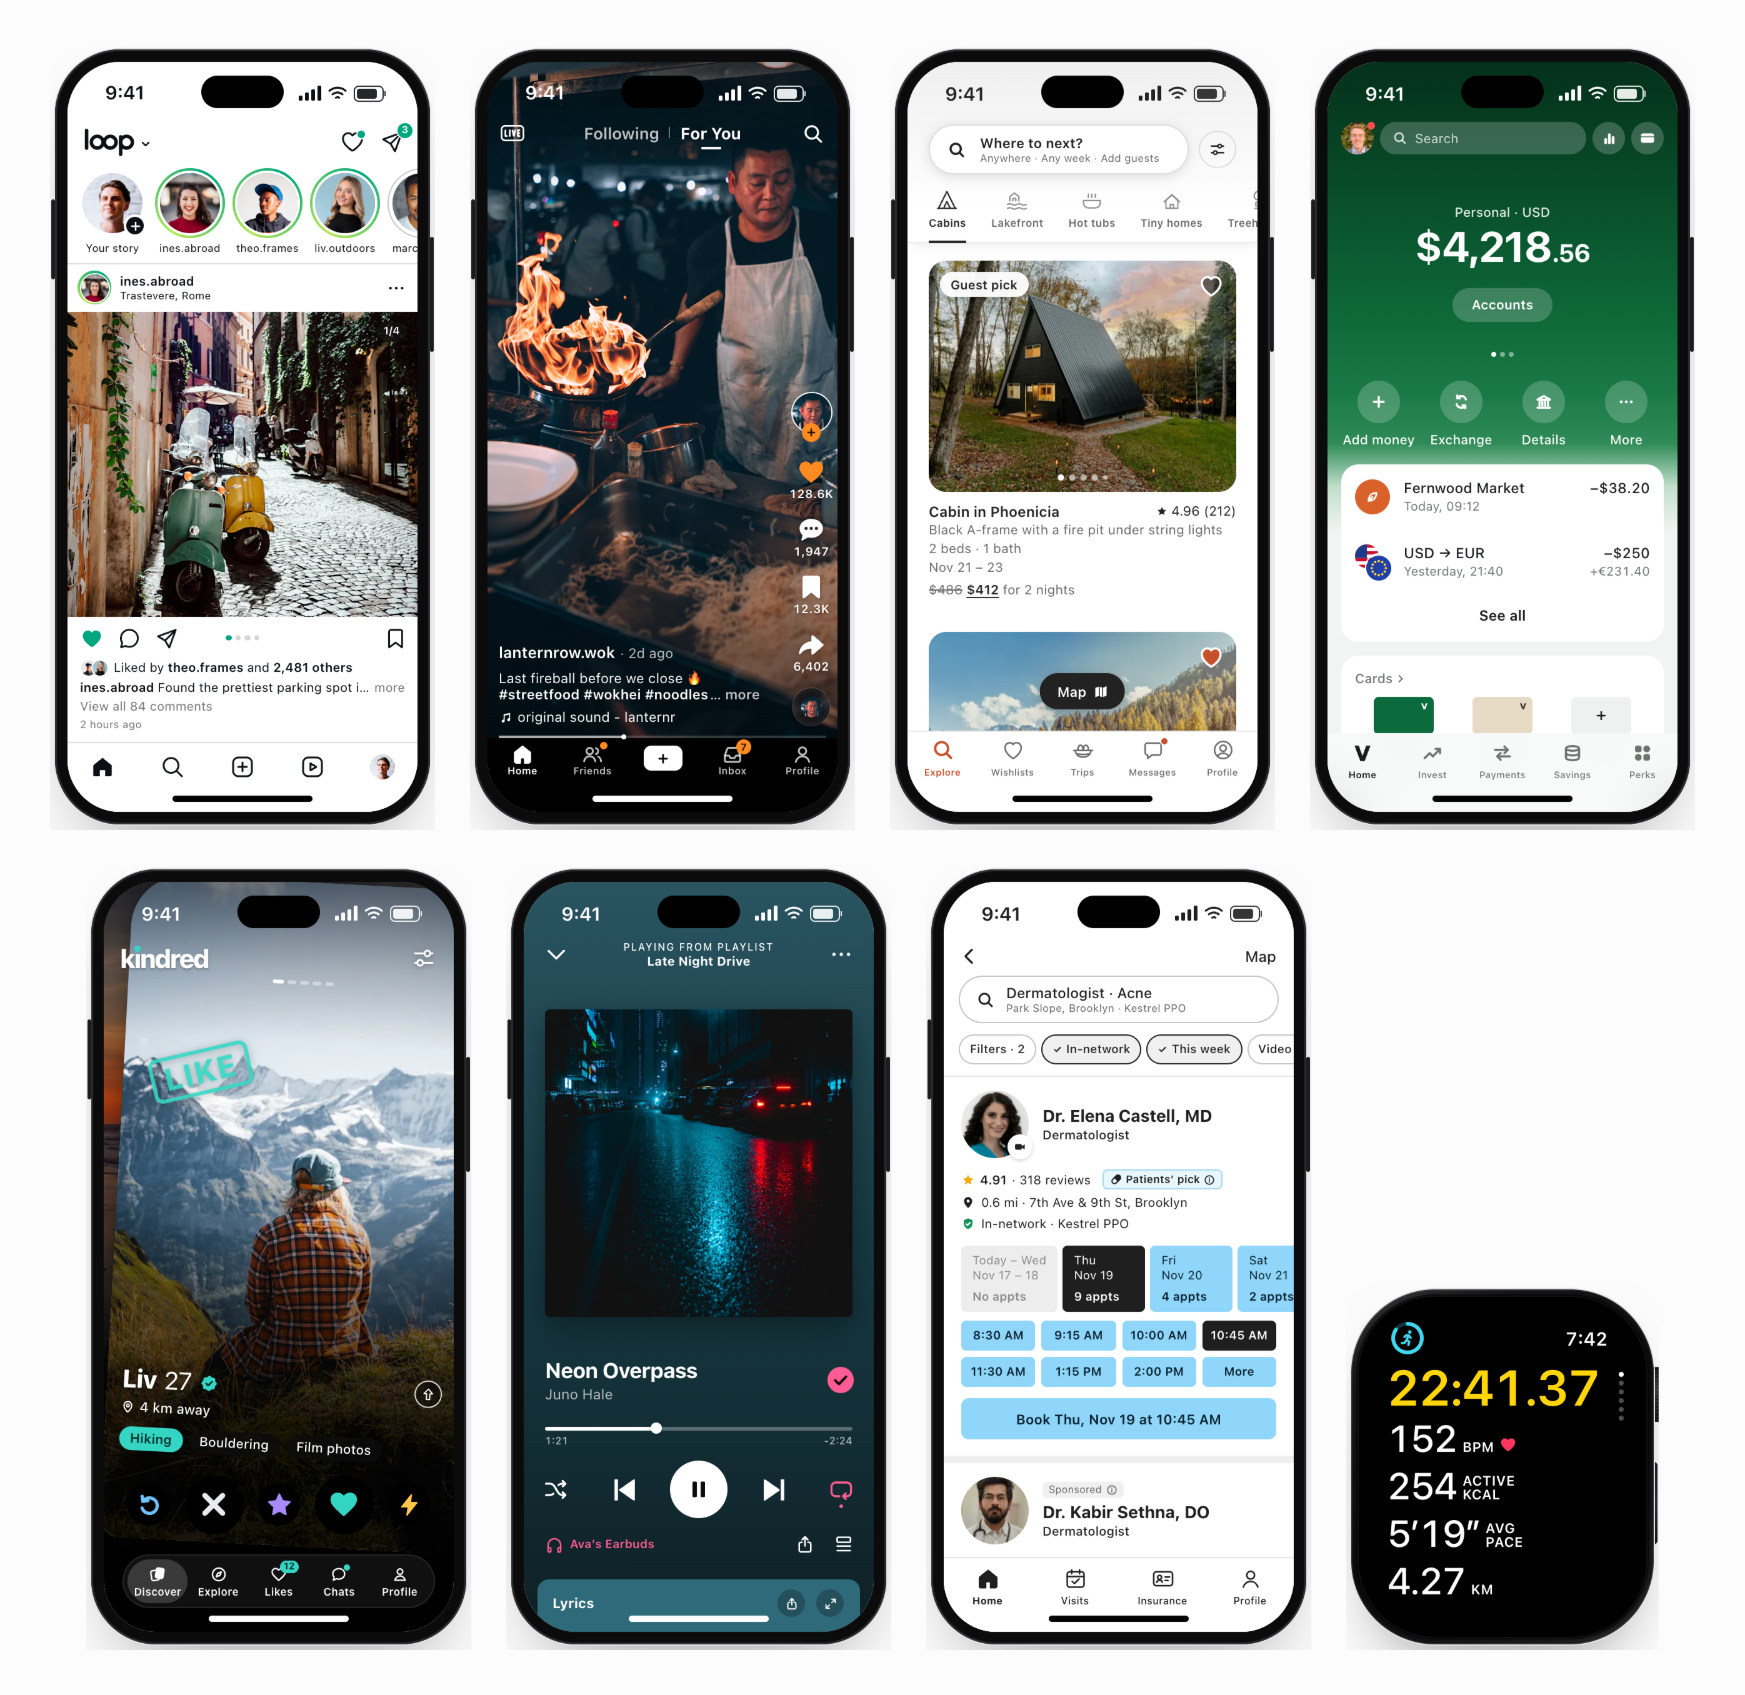 9:41
loop
3
Your story
ines.abroad
theo.frames
liv.outdoors
marc
ines.abroad
Trastevere, Rome
1/4
Liked by theo.frames and 2,481 others
ines.abroad Found the prettiest parking spot i... more
View all 84 comments
2 hours ago
9:41
LIVE
Following
For You
128.6K
1,947
12.3K
6,402
lanternrow.wok · 2d ago
Last fireball before we close 🔥
#streetfood #wokhei #noodles... more
original sound - lanternr
Home
Friends
7
Inbox
Profile
9:41
Where to next?
Anywhere · Any week · Add guests
Cabins
Lakefront
Hot tubs
Tiny homes
Treeh
Guest pick
Cabin in Phoenicia
★ 4.96 (212)
Black A-frame with a fire pit under string lights
2 beds · 1 bath
Nov 21 – 23
$486 $412 for 2 nights
Map
Explore
Wishlists
Trips
Messages
Profile
9:41
Search
Personal · USD
$4,218.56
Accounts
Add money
Exchange
Details
More
Fernwood Market
−$38.20
Today, 09:12
USD → EUR
−$250
Yesterday, 21:40
+€231.40
See all
Cards
V
V
V
Home
Invest
Payments
Savings
Perks
9:41
kindred
LIKE
Liv 27
4 km away
Hiking
Bouldering
Film photos
Discover
Explore
12
Likes
Chats
Profile
9:41
PLAYING FROM PLAYLIST
Late Night Drive
Neon Overpass
Juno Hale
1:21
-2:24
Ava's Earbuds
Lyrics
9:41
Map
Dermatologist · Acne
Park Slope, Brooklyn · Kestrel PPO
Filters · 2
✓ In-network
✓ This week
Video
Dr. Elena Castell, MD
Dermatologist
4.91 · 318 reviews
Patients' pick
0.6 mi · 7th Ave & 9th St, Brooklyn
In-network · Kestrel PPO
Today – Wed
Nov 17 – 18
No appts
Thu
Nov 19
9 appts
Fri
Nov 20
4 appts
Sat
Nov 21
2 appts
8:30 AM
9:15 AM
10:00 AM
10:45 AM
11:30 AM
1:15 PM
2:00 PM
More
Book Thu, Nov 19 at 10:45 AM
Sponsored
Dr. Kabir Sethna, DO
Dermatologist
Home
Visits
Insurance
Profile
7:42
22:41.37
152 BPM
254 ACTIVE KCAL
5'19" AVG PACE
4.27 KM